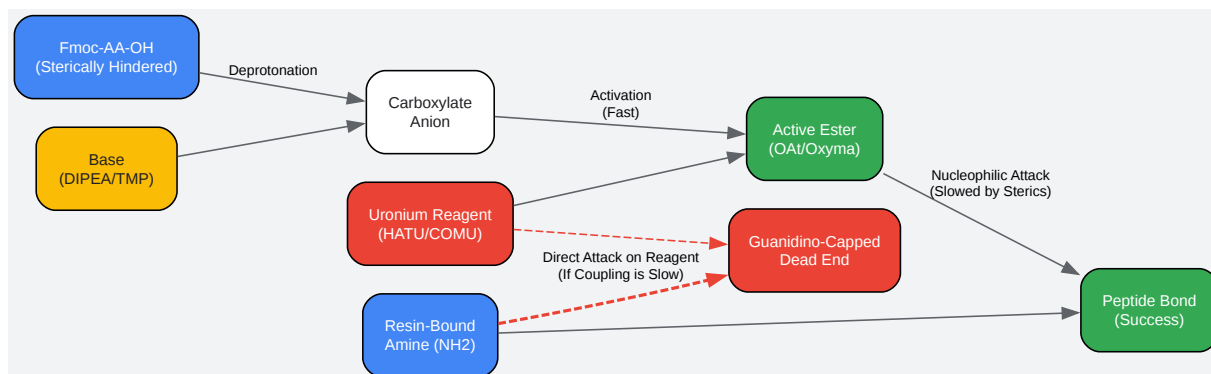 Fmoc-AA-OH
(Sterically Hindered)
Deprotonation
Base
(DIPEA/TMP)
Carboxylate
Anion
Activation
(Fast)
Active Ester
(OAt/Oxyma)
Uronium Reagent
(HATU/COMU)
Nucleophilic Attack
(Slowed by Sterics)
Guanidino-Capped
Dead End
Direct Attack on Reagent
(If Coupling is Slow)
Resin-Bound
Amine (NH2)
Peptide Bond
(Success)